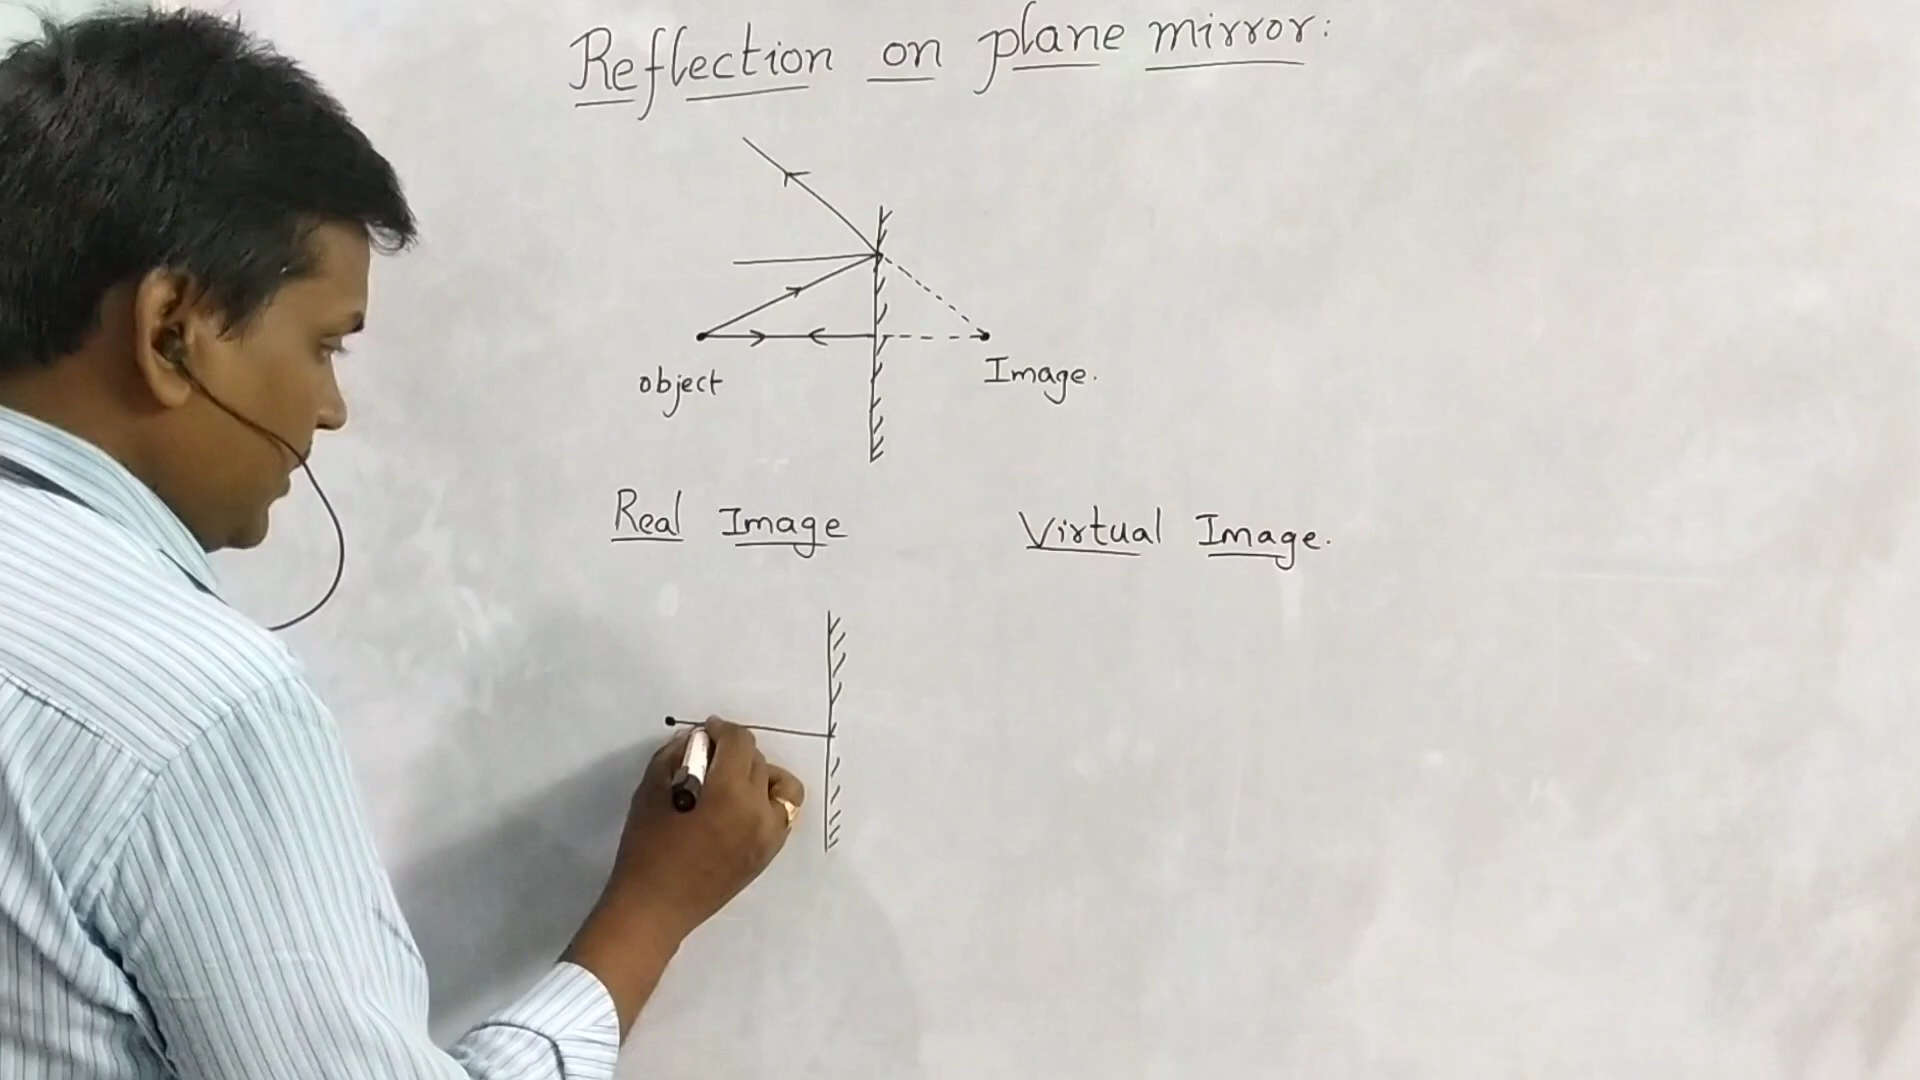 Reflection on plane mirror:
object
Image.
Real Image
Virtual Image.